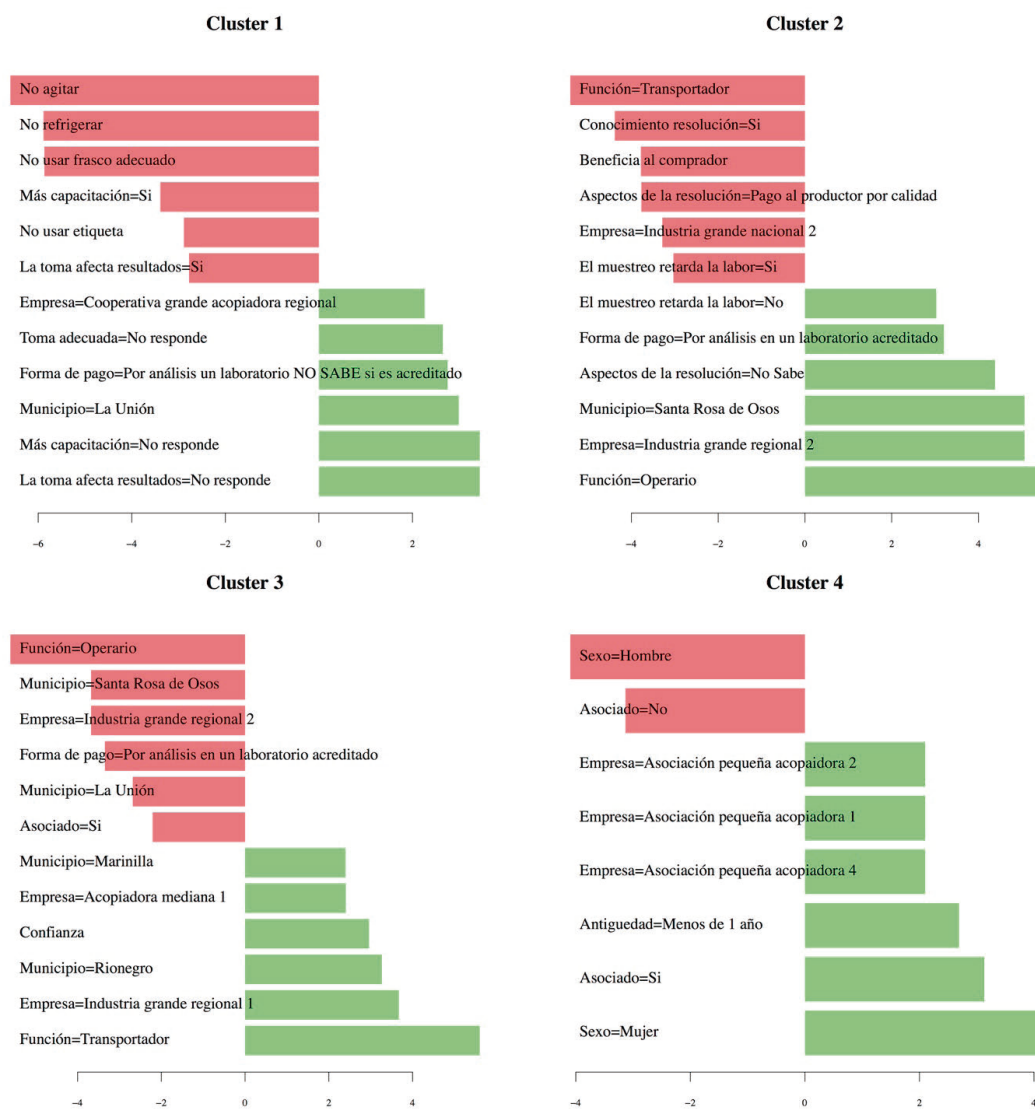 Cluster 1
No agitar
No refrigerar
No usar frasco adecuado
Más capacitación=Si
No usar etiqueta
La toma afecta resultados=Si
Empresa=Cooperativa grande acopiadora regional
Toma adecuada=No responde
Forma de pago=Por análisis un laboratorio NO SABE si es acreditado
Municipio=La Unión
Más capacitación=No responde
La toma afecta resultados=No responde
−6 −4 −2 0 2
Cluster 2
Función=Transportador
Conocimiento resolución=Si
Beneficia al comprador
Aspectos de la resolución=Pago al productor por calidad
Empresa=Industria grande nacional 2
El muestreo retarda la labor=Si
El muestreo retarda la labor=No
Forma de pago=Por análisis en un laboratorio acreditado
Aspectos de la resolución=No Sabe
Municipio=Santa Rosa de Osos
Empresa=Industria grande regional 2
Función=Operario
−4 −2 0 2 4
Cluster 3
Función=Operario
Municipio=Santa Rosa de Osos
Empresa=Industria grande regional 2
Forma de pago=Por análisis en un laboratorio acreditado
Municipio=La Unión
Asociado=Si
Municipio=Marinilla
Empresa=Acopiadora mediana 1
Confianza
Municipio=Rionegro
Empresa=Industria grande regional 1
Función=Transportador
−4 −2 0 2 4
Cluster 4
Sexo=Hombre
Asociado=No
Empresa=Asociación pequeña acopaidora 2
Empresa=Asociación pequeña acopiadora 1
Empresa=Asociación pequeña acopiadora 4
Antiguedad=Menos de 1 año
Asociado=Si
Sexo=Mujer
−4 −2 0 2 4